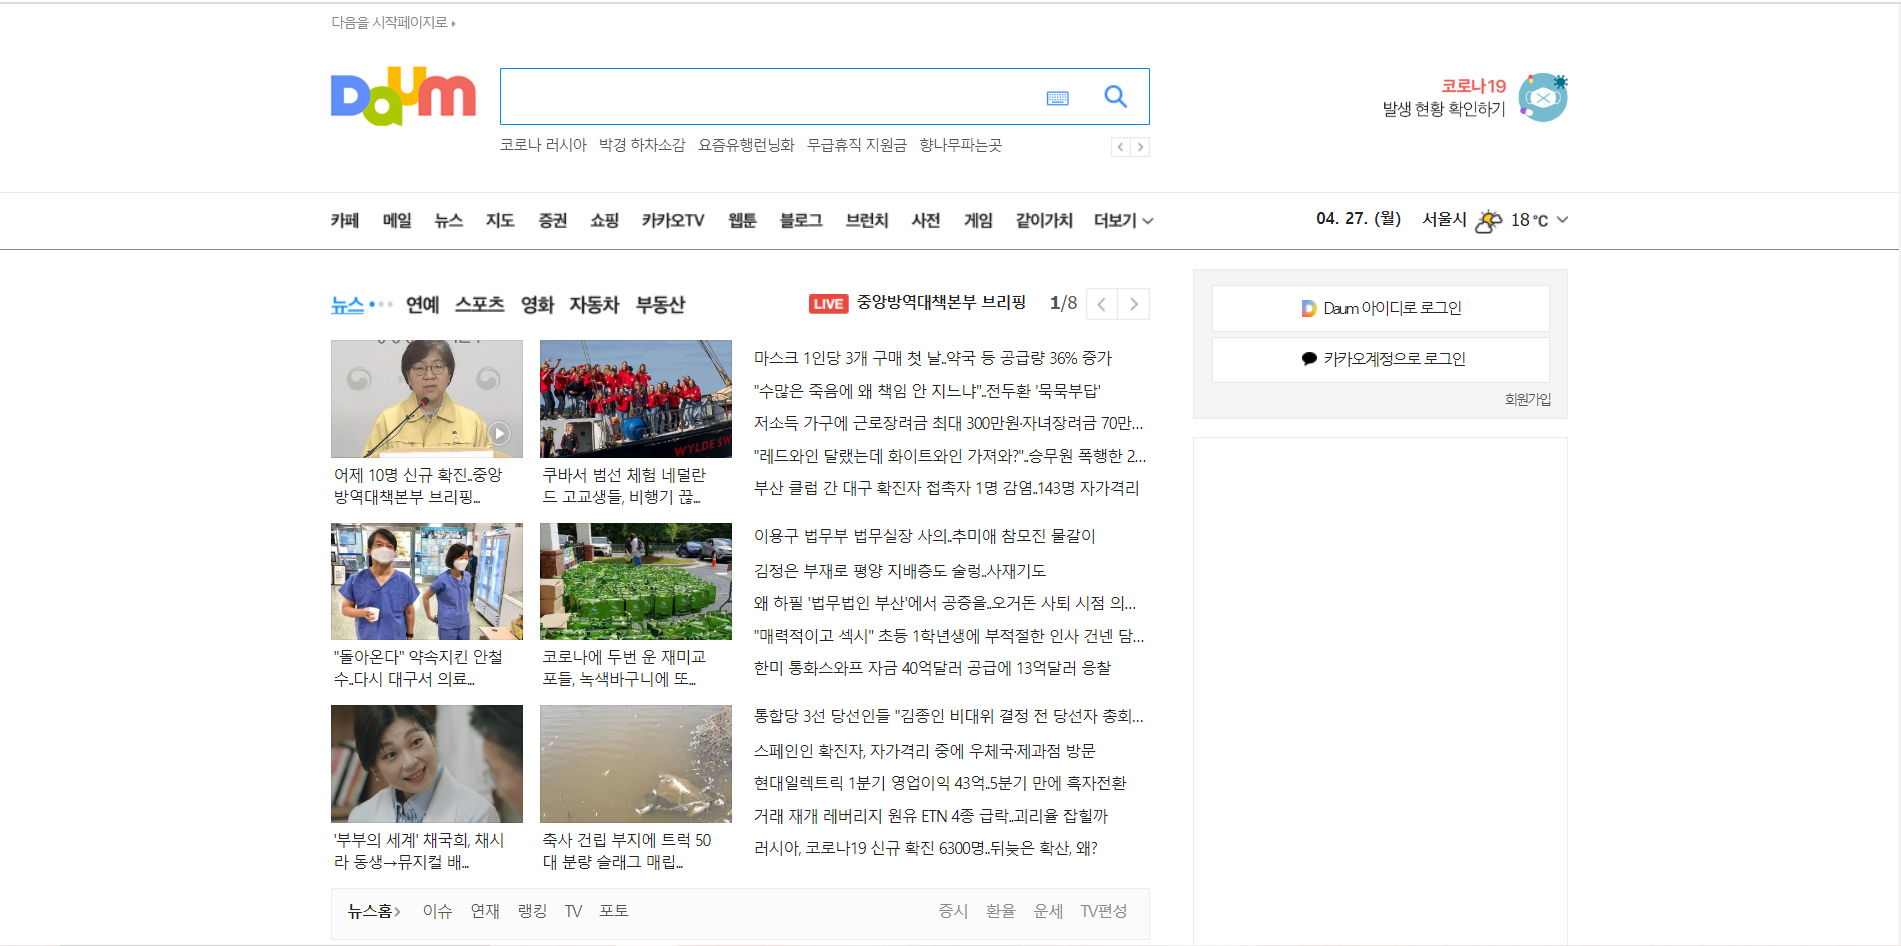 다음을 시작페이지로
Daum
코로나19
발생 현황 확인하기
코로나 러시아 박경 하차소감 요즘유행런닝화 무급휴직 지원금 향나무파는곳
카페 메일 뉴스 지도 증권 쇼핑 카카오TV 웹툰 블로그 브런치 사전 게임 같이가치 더보기
04. 27. (월) 서울시 18 °C
뉴스 연예 스포츠 영화 자동차 부동산
LIVE 중앙방역대책본부 브리핑 1/8
Daum 아이디로 로그인
카카오계정으로 로그인
회원가입
어제 10명 신규 확진..중앙
방역대책본부 브리핑...
WYLDE SW
쿠바서 범선 체험 네덜란
드 고교생들, 비행기 끊...
"돌아온다" 약속지킨 안철
수..다시 대구서 의료...
코로나에 두번 운 재미교
포들, 녹색바구니에 또...
'부부의 세계' 채국희, 채시
라 동생→뮤지컬 배...
축사 건립 부지에 트럭 50
대 분량 슬래그 매립...
마스크 1인당 3개 구매 첫 날..약국 등 공급량 36% 증가
"수많은 죽음에 왜 책임 안 지느냐"..전두환 '묵묵부답'
저소득 가구에 근로장려금 최대 300만원·자녀장려금 70만...
"레드와인 달랬는데 화이트와인 가져와?"..승무원 폭행한 2...
부산 클럽 간 대구 확진자 접촉자 1명 감염..143명 자가격리
이용구 법무부 법무실장 사의..추미애 참모진 물갈이
김정은 부재로 평양 지배층도 술렁..사재기도
왜 하필 '법무법인 부산'에서 공증을..오거돈 사퇴 시점 의...
"매력적이고 섹시" 초등 1학년생에 부적절한 인사 건넨 담...
한미 통화스와프 자금 40억달러 공급에 13억달러 응찰
통합당 3선 당선인들 "김종인 비대위 결정 전 당선자 총회...
스페인인 확진자, 자가격리 중에 우체국·제과점 방문
현대일렉트릭 1분기 영업이익 43억..5분기 만에 흑자전환
거래 재개 레버리지 원유 ETN 4종 급락..괴리율 잡힐까
러시아, 코로나19 신규 확진 6300명..뒤늦은 확산, 왜?
뉴스홈 이슈 연재 랭킹 TV 포토 증시 환율 운세 TV편성